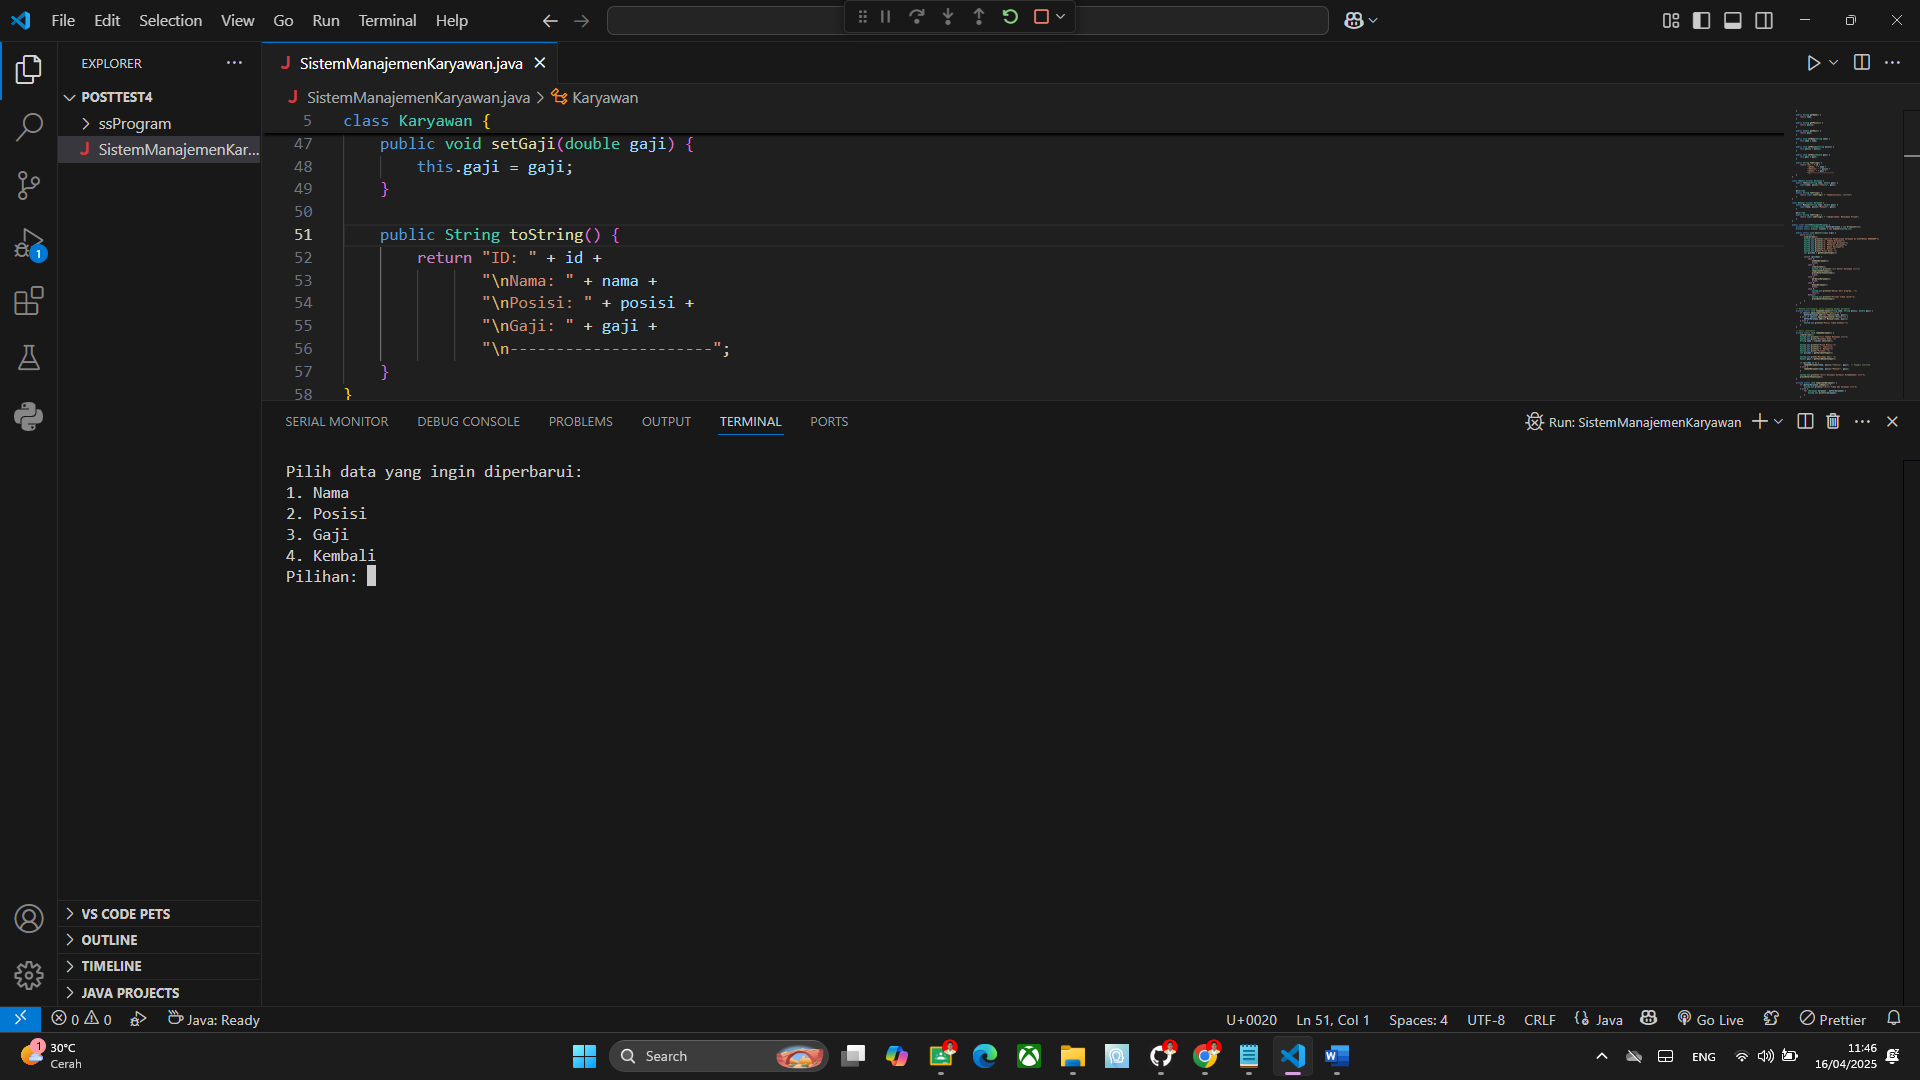 File Edit Selection View Go Run Terminal Help
EXPLORER
POSTTEST4
ssProgram
J SistemManajemenKar...
VS CODE PETS
OUTLINE
TIMELINE
JAVA PROJECTS
1
J SistemManajemenKaryawan.java
J SistemManajemenKaryawan.java > Karyawan
5 class Karyawan {
47 public void setGaji(double gaji) {
48 this.gaji = gaji;
49 }
50
51 public String toString() {
52 return "ID: " + id +
53 "\nNama: " + nama +
54 "\nPosisi: " + posisi +
55 "\nGaji: " + gaji +
56 "\n----------------------";
57 }
58 }
SERIAL MONITOR DEBUG CONSOLE PROBLEMS OUTPUT TERMINAL PORTS
Run: SistemManajemenKaryawan
Pilih data yang ingin diperbarui:
1. Nama
2. Posisi
3. Gaji
4. Kembali
Pilihan:
0 0 Java: Ready
U+0020 Ln 51, Col 1 Spaces: 4 UTF-8 CRLF Java Go Live Prettier
1
30°C
Cerah
Search
ENG
11:46
16/04/2025